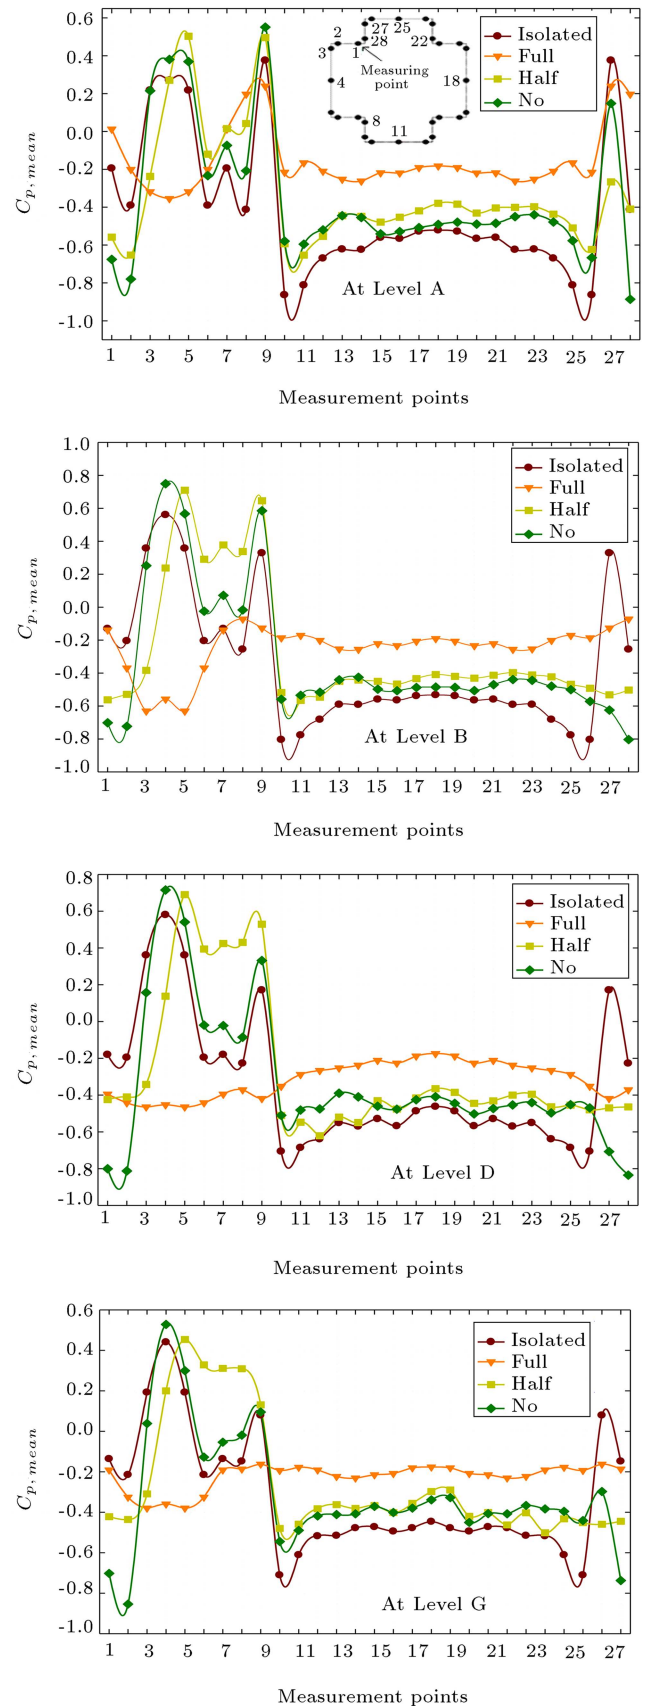 0.6
0.4
0.2
0.0
-0.2
-0.4
-0.6
-0.8
-1.0
C p, mean
2 27 25
3 1 28 22
Measuring
point
4 18
8
11
Isolated
Full
Half
No
At Level A
1 3 5 7 9 11 13 15 17 19 21 23 25 27
Measurement points
1.0
0.8
0.6
0.4
0.2
0.0
-0.2
-0.4
-0.6
-0.8
-1.0
C p, mean
Isolated
Full
Half
No
At Level B
1 3 5 7 9 11 13 15 17 19 21 23 25 27
Measurement points
0.8
0.6
0.4
0.2
0.0
-0.2
-0.4
-0.6
-0.8
-1.0
C p, mean
Isolated
Full
Half
No
At Level D
1 3 5 7 9 11 13 15 17 19 21 23 25 27
Measurement points
0.6
0.4
0.2
0.0
-0.2
-0.4
-0.6
-0.8
-1.0
C p, mean
Isolated
Full
Half
No
At Level G
1 3 5 7 9 11 13 15 17 19 21 23 25 27
Measurement points